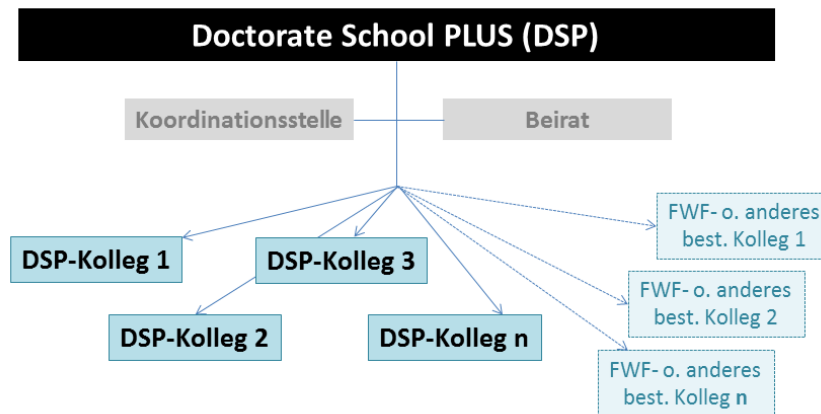 Doctorate School PLUS (DSP)
Koordinationsstelle
Beirat
FWF- o. anderes
best. Kolleg 1
DSP-Kolleg 1
DSP-Kolleg 3
FWF- o. anderes
best. Kolleg 2
DSP-Kolleg 2
DSP-Kolleg n
FWF- o. anderes
best. Kolleg n